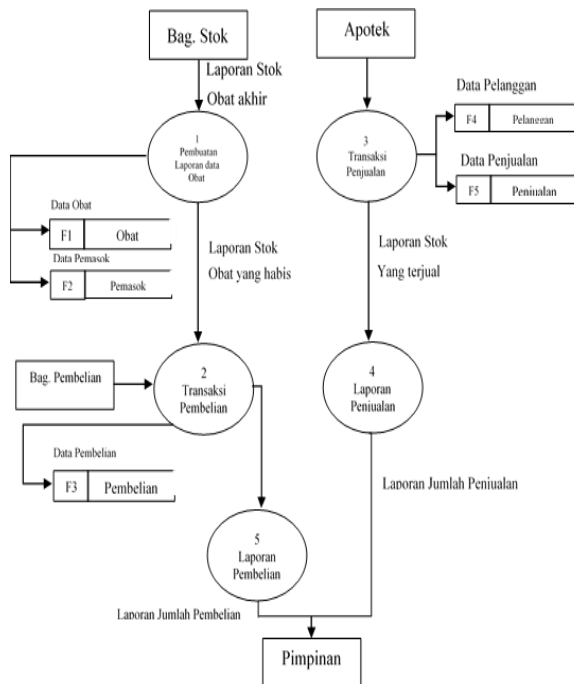 Bag. Stok
Apotek
Laporan Stok
Obat akhir
Data Pelanggan
F4 Pelanggan
1
Pembuatan
Laporan data
Obat
3
Transaksi
Penjualan
Data Penjualan
F5 Peniualan
Data Obat
F1 Obat
Data Pemasok
F2 Pemasok
Laporan Stok
Obat yang habis
Laporan Stok
Yang terjual
Bag. Pembelian
2
Transaksi
Pembelian
4
Laporan
Peniualan
Data Pembelian
F3 Pembelian
Laporan Jumlah Peniualan
5
Laporan
Pembelian
Laporan Jumlah Pembelian
Pimpinan